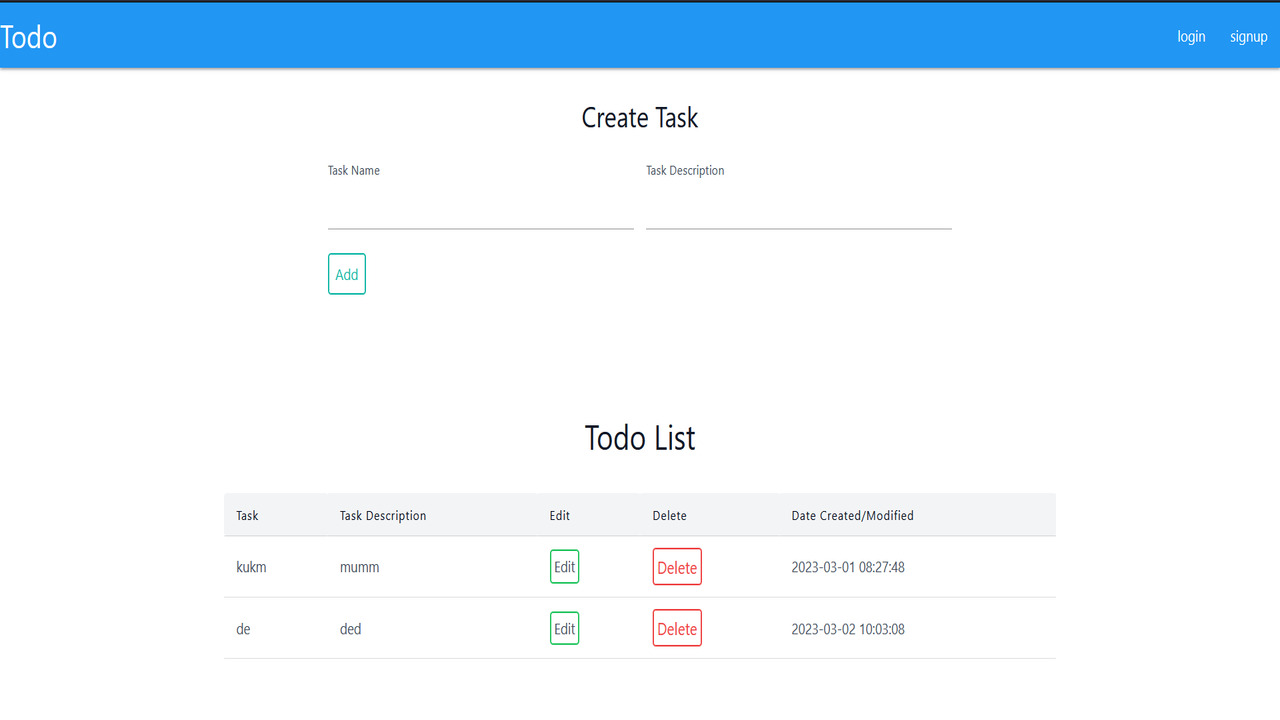 Todo login signup
Create Task
Task Name Task Description
Add
Todo List
Task Task Description Edit Delete Date Created/Modified
kukm mumm Edit Delete 2023-03-01 08:27:48
de ded Edit Delete 2023-03-02 10:03:08